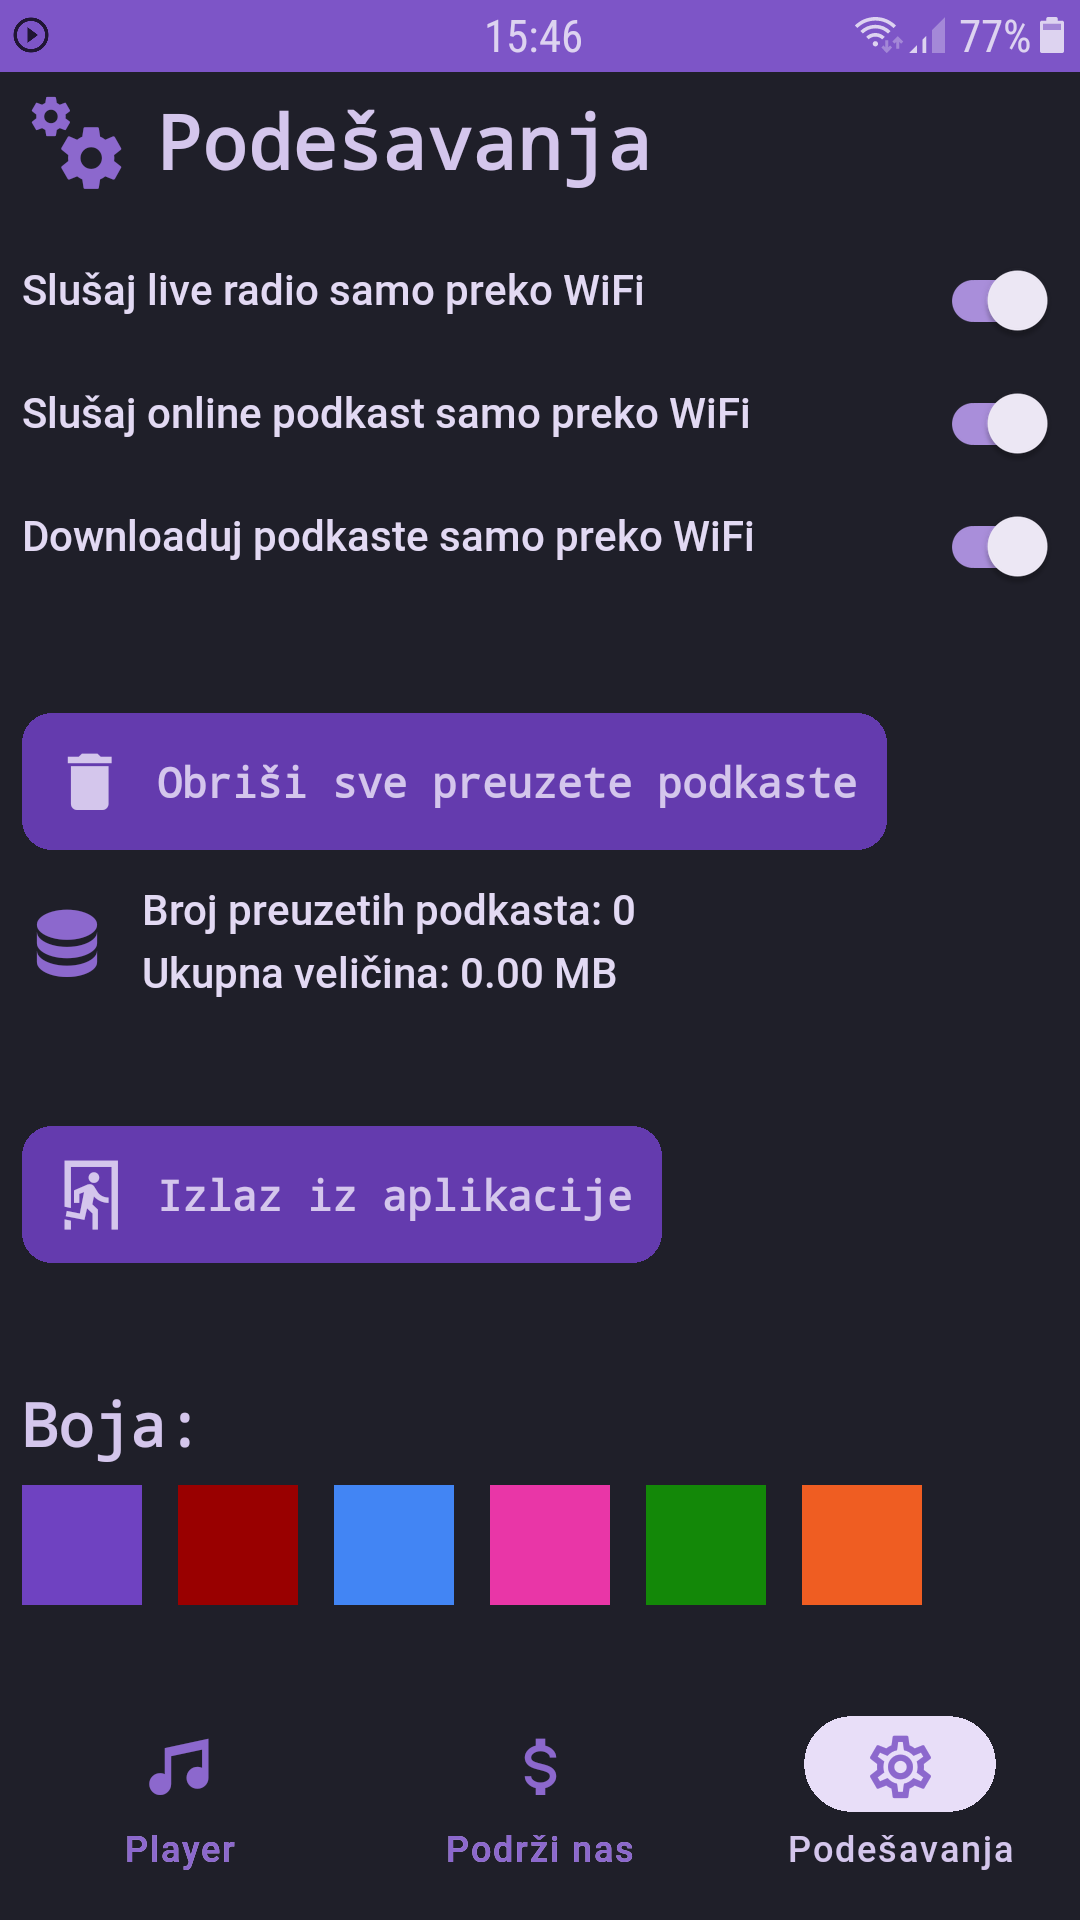 15:46
77%
Podešavanja
Slušaj live radio samo preko WiFi
Slušaj online podkast samo preko WiFi
Downloaduj podkaste samo preko WiFi
Obriši sve preuzete podkaste
Broj preuzetih podkasta: 0
Ukupna veličina: 0.00 MB
Izlaz iz aplikacije
Boja:
Player
Podrži nas
Podešavanja